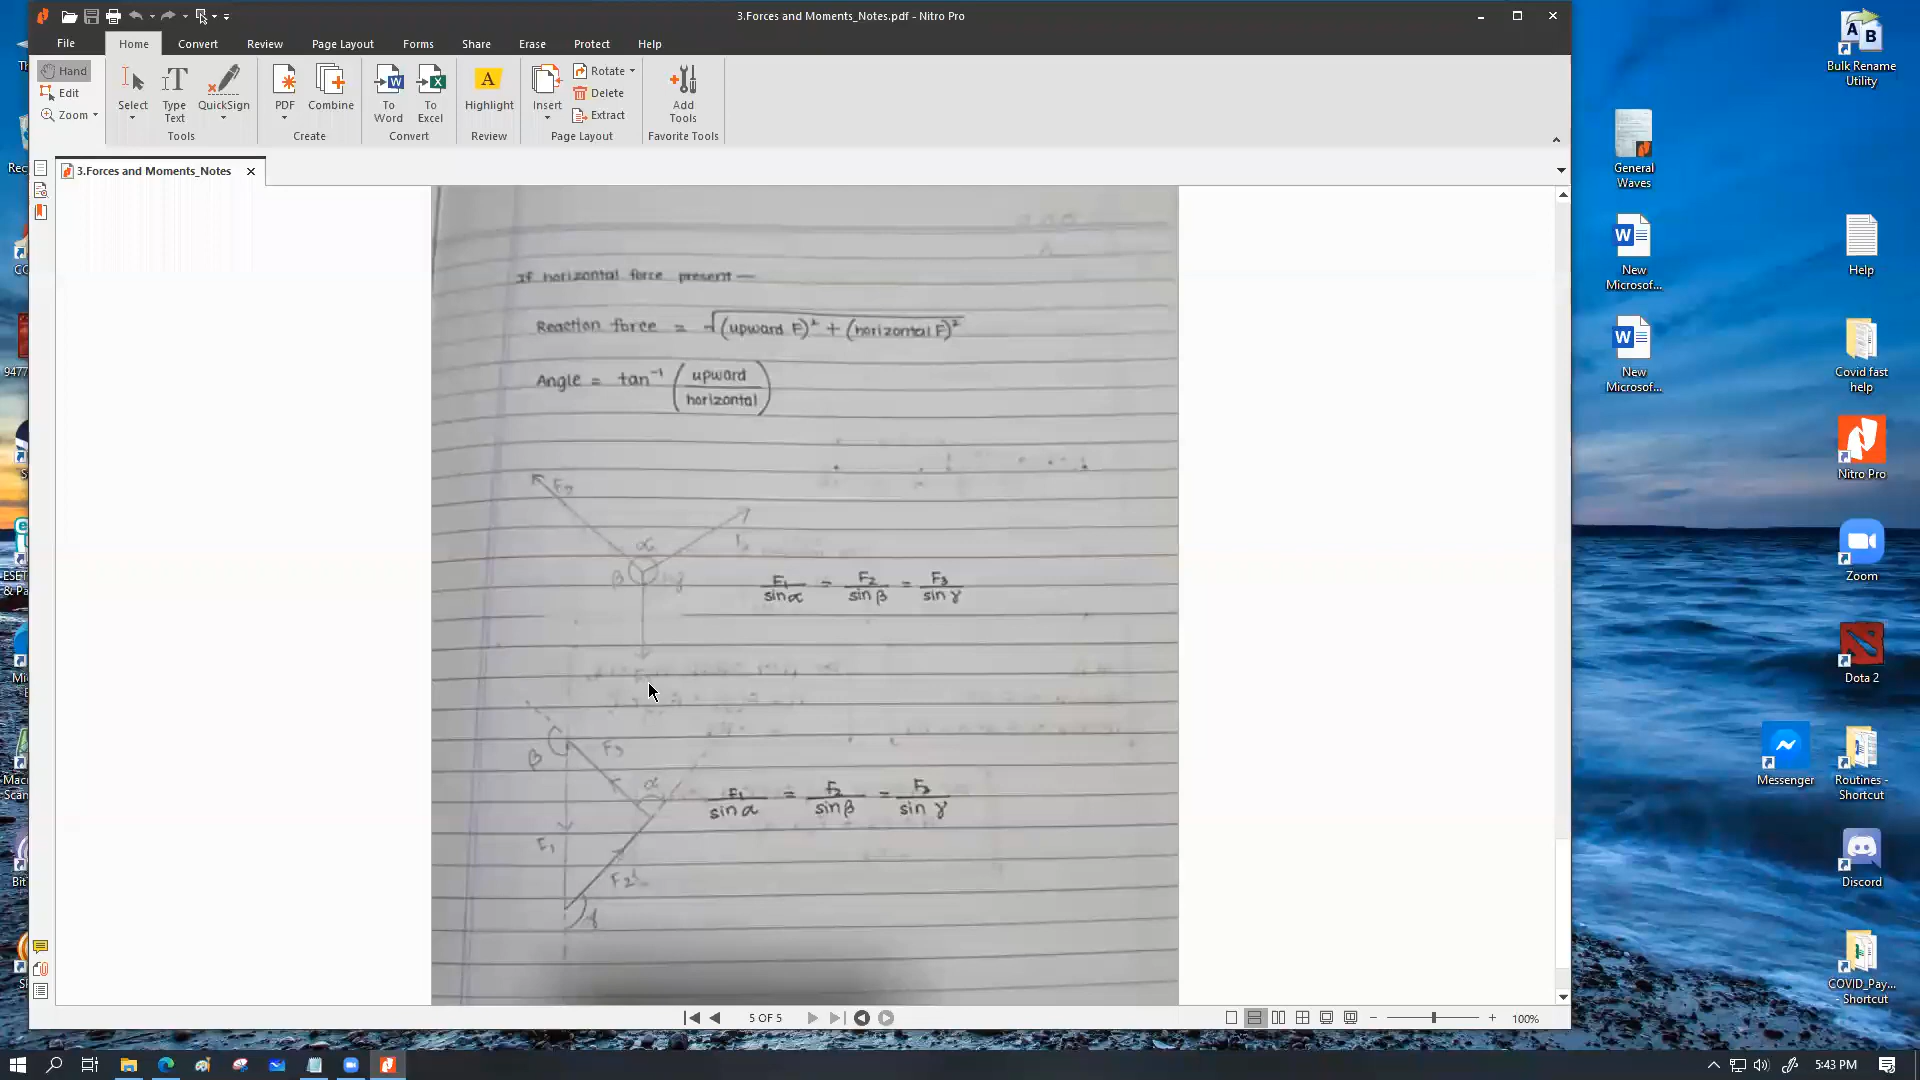 3.Forces and Moments_Notes.pdf - Nitro Pro
File Home Convert Review Page Layout Forms Share Erase Protect Help
Hand
Edit
Zoom
Select
Type Text
QuickSign
Tools
PDF
Combine
Create
To Word
To Excel
Convert
Highlight
Review
Insert
Rotate
Delete
Extract
Page Layout
Add Tools
Favorite Tools
3.Forces and Moments_Notes
If horizontal force present —
Reaction force = √(upward F)² + (horizontal F)²
Angle = tan⁻¹ (upward / horizontal)
F3
α
β
γ
F1/sin α = F2/sin β = F3/sin γ
β
F3
α
F1/sin α = F2/sin β = F3/sin γ
F1
F2
γ
5 OF 5
100%
Bulk Rename Utility
General Waves
New Microsof...
Help
New Microsof...
Covid fast help
Nitro Pro
Zoom
Dota 2
Messenger
Routines - Shortcut
Discord
COVID_Pay... - Shortcut
5:43 PM